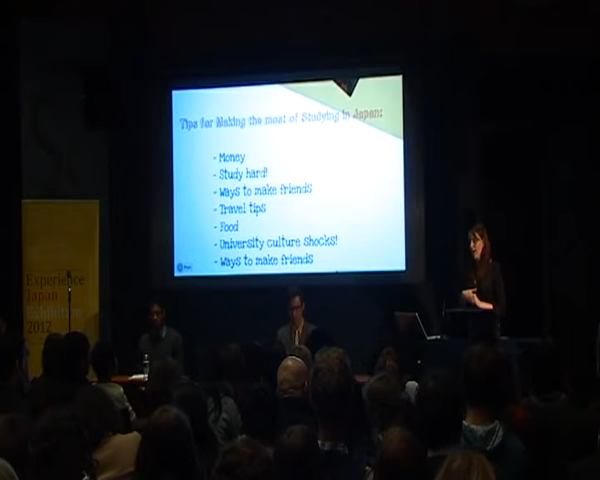 Tips for Making the most of Studying in Japan:
- Money
- Study hard!
- Ways to make friends
- Travel tips
- Food
- University culture shocks!
- Ways to make friends
Experience
Japan
Exhibition
2012